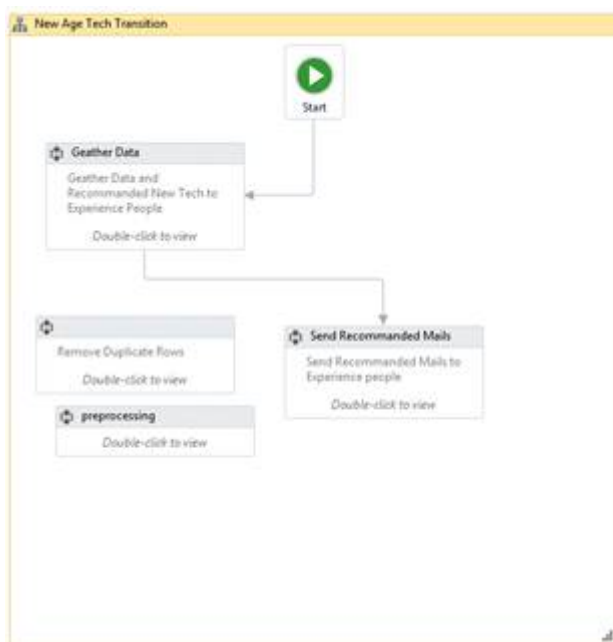 New Age Tech Transition
Start
Geather Data
Geather Data and
Recommanded New Tech to
Experience People
Double-click to view
Remove Duplicate Rows
Double-click to view
Send Recommanded Mails
Send Recommanded Mails to
Experience people
Double-click to view
preprocessing
Double-click to view